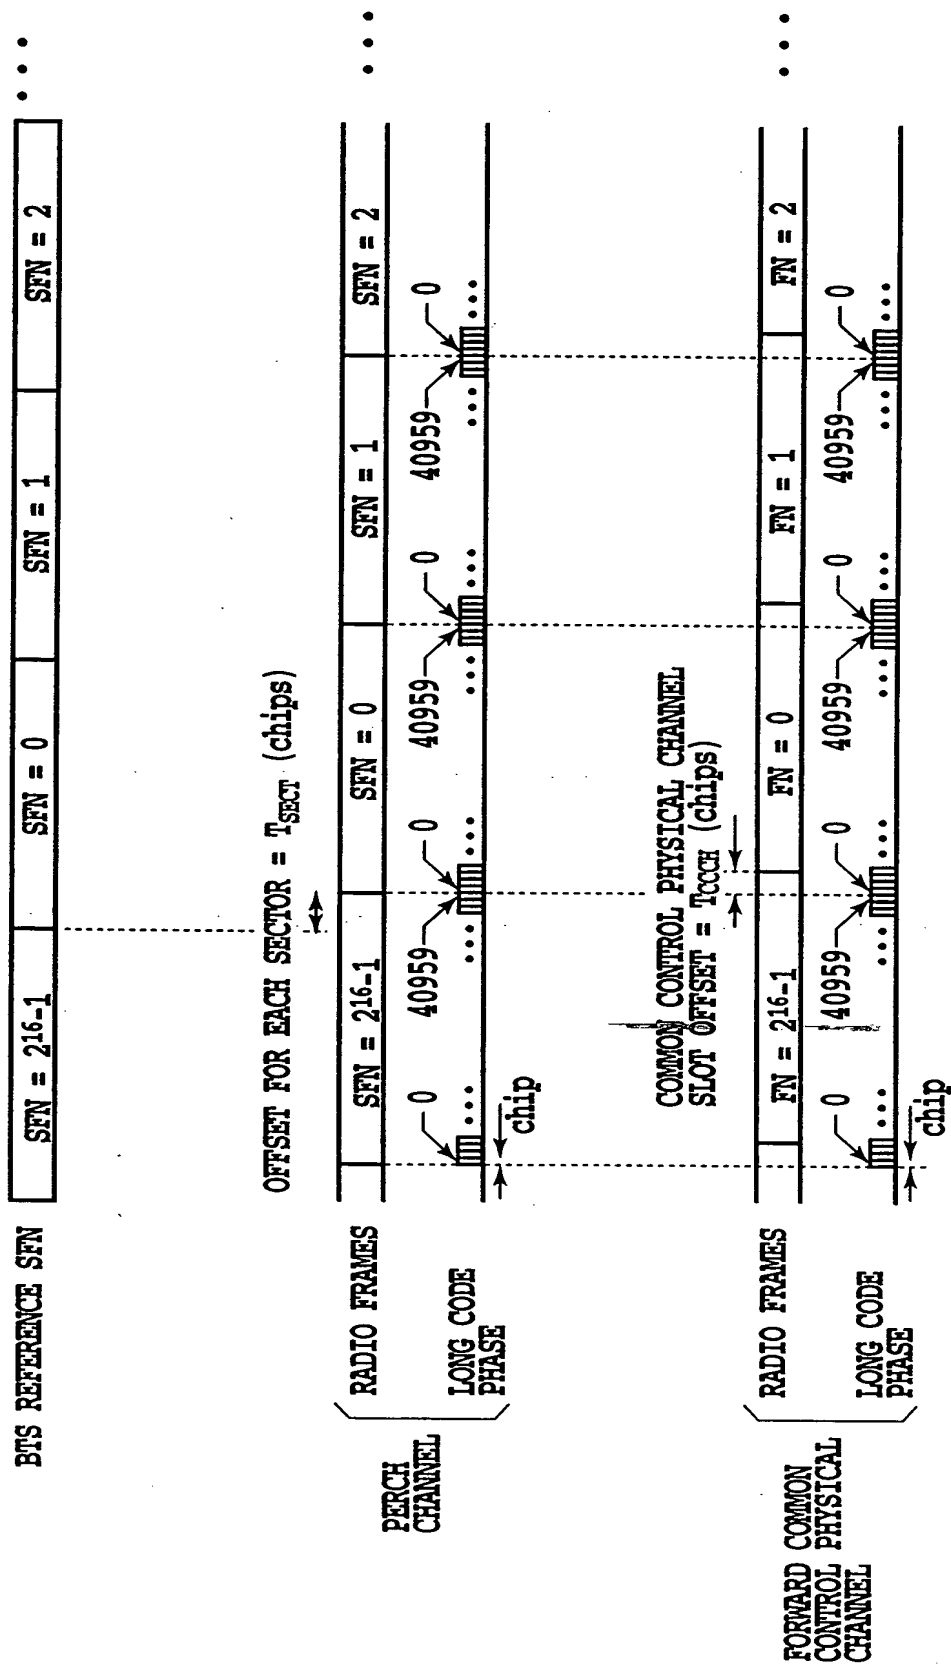 BTS REFERENCE SFN
SFN = 2¹⁶-1
SFN = 0
SFN = 1
SFN = 2
• • •
OFFSET FOR EACH SECTOR = T_SECT (chips)
PERCH
CHANNEL
RADIO FRAMES
SFN = 2¹⁶-1
SFN = 0
SFN = 1
SFN = 2
• • •
LONG CODE
PHASE
0
40959
0
40959
0
40959
0
chip
COMMON CONTROL PHYSICAL CHANNEL
SLOT OFFSET = T_CCCH (chips)
FORWARD COMMON
CONTROL PHYSICAL
CHANNEL
RADIO FRAMES
FN = 2¹⁶-1
FN = 0
FN = 1
FN = 2
• • •
LONG CODE
PHASE
0
40959
0
40959
0
40959
0
chip